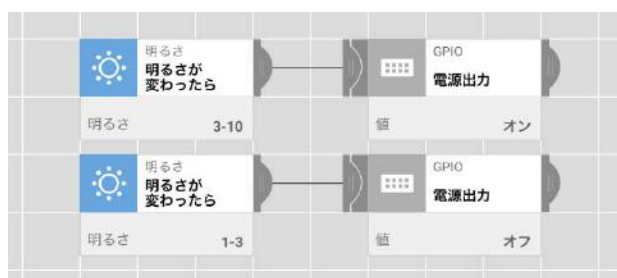 明るさ
明るさが
変わったら
明るさ 3-10
GPIO
電源出力
値 オン
明るさ
明るさが
変わったら
明るさ 1-3
GPIO
電源出力
値 オフ